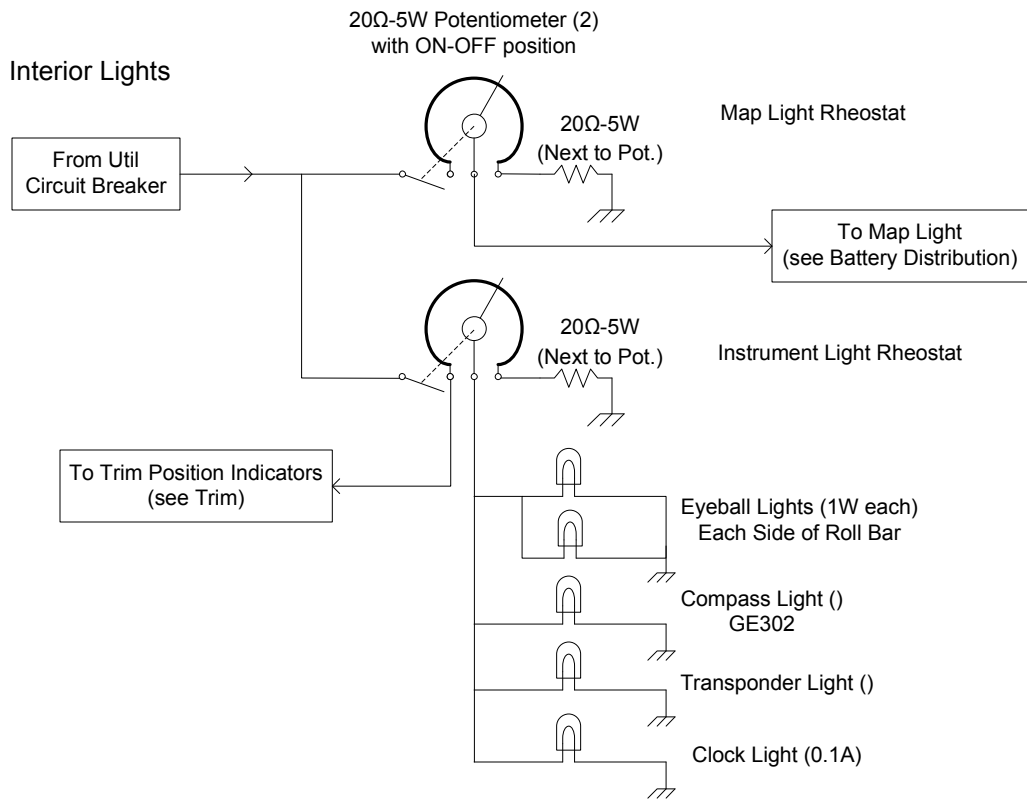 20Ω-5W Potentiometer (2)
with ON-OFF position
Interior Lights
20Ω-5W
(Next to Pot.)
Map Light Rheostat
From Util
Circuit Breaker
To Map Light
(see Battery Distribution)
20Ω-5W
(Next to Pot.)
Instrument Light Rheostat
To Trim Position Indicators
(see Trim)
Eyeball Lights (1W each)
Each Side of Roll Bar
Compass Light ()
GE302
Transponder Light ()
Clock Light (0.1A)